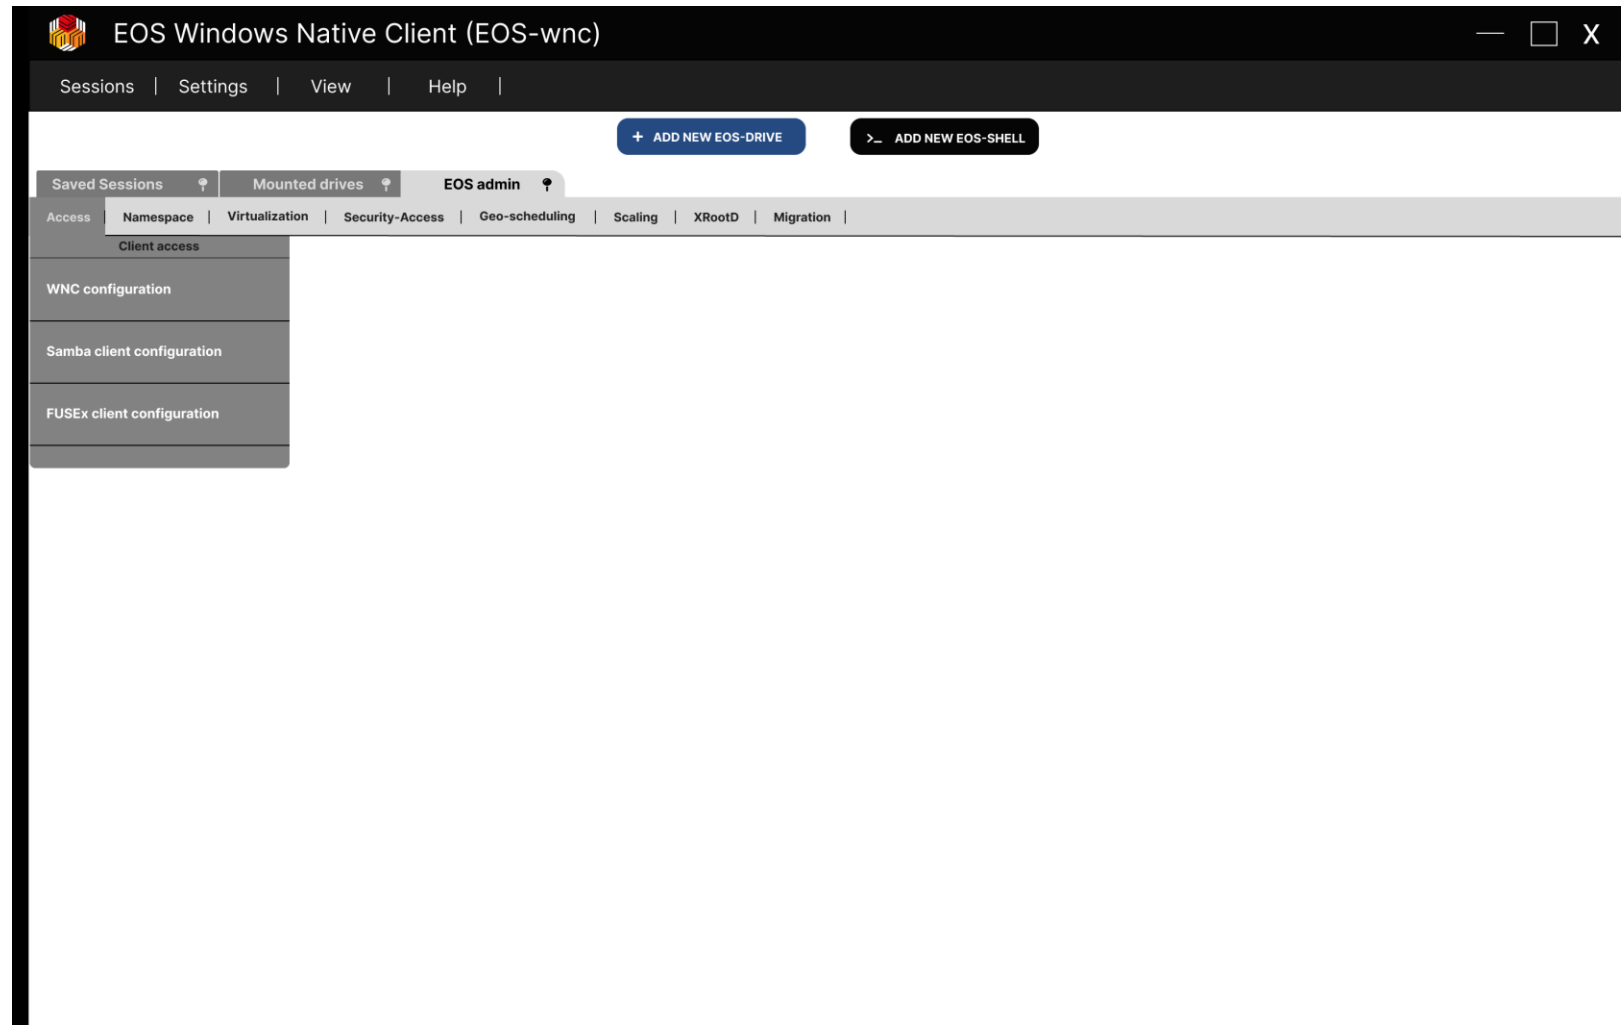 EOS Windows Native Client (EOS-wnc)
Sessions | Settings | View | Help |
+ ADD NEW EOS-DRIVE >_ ADD NEW EOS-SHELL
Saved Sessions Mounted drives EOS admin
Access | Namespace | Virtualization | Security-Access | Geo-scheduling | Scaling | XRootD | Migration |
Client access
WNC configuration
Samba client configuration
FUSEx client configuration